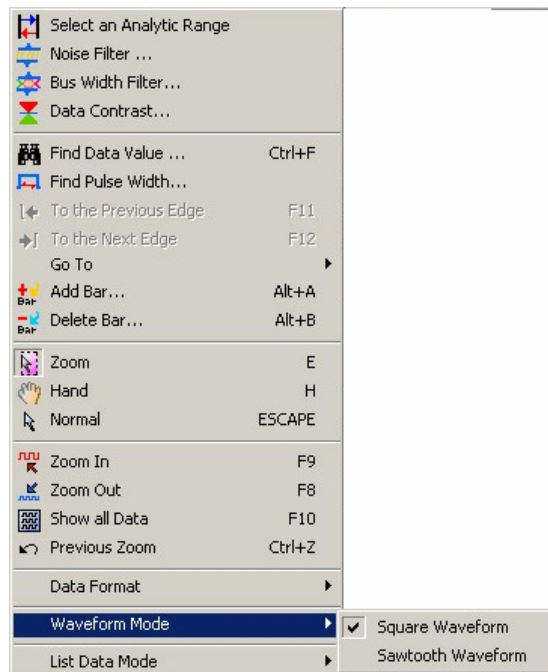 Select an Analytic Range
Noise Filter ...
Bus Width Filter...
Data Contrast...
Find Data Value ... Ctrl+F
Find Pulse Width...
To the Previous Edge F11
To the Next Edge F12
Go To
Bar Add Bar... Alt+A
Bar Delete Bar... Alt+B
Zoom E
Hand H
Normal ESCAPE
Zoom In F9
Zoom Out F8
Show all Data F10
Previous Zoom Ctrl+Z
Data Format
Waveform Mode
Square Waveform
Sawtooth Waveform
List Data Mode